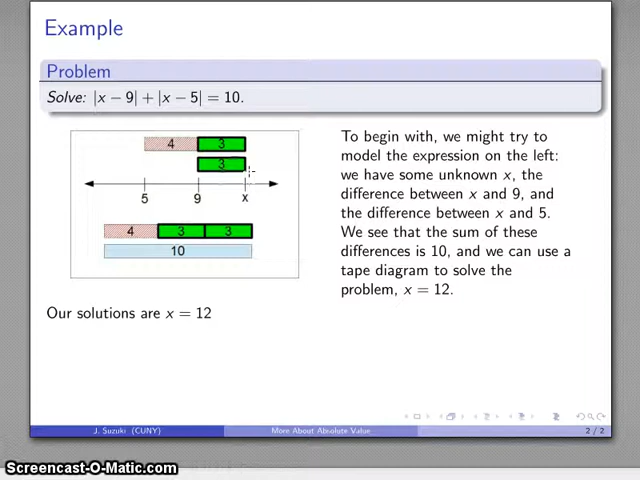 Example
Problem
Solve: |x − 9| + |x − 5| = 10.
4 3
3
5 9 x
4 3 3
10
Our solutions are x = 12
To begin with, we might try to
model the expression on the left:
we have some unknown x, the
difference between x and 9, and
the difference between x and 5.
We see that the sum of these
differences is 10, and we can use a
tape diagram to solve the
problem, x = 12.
J. Suzuki (CUNY) More About Absolute Value 2 / 2
Screencast-O-Matic.com